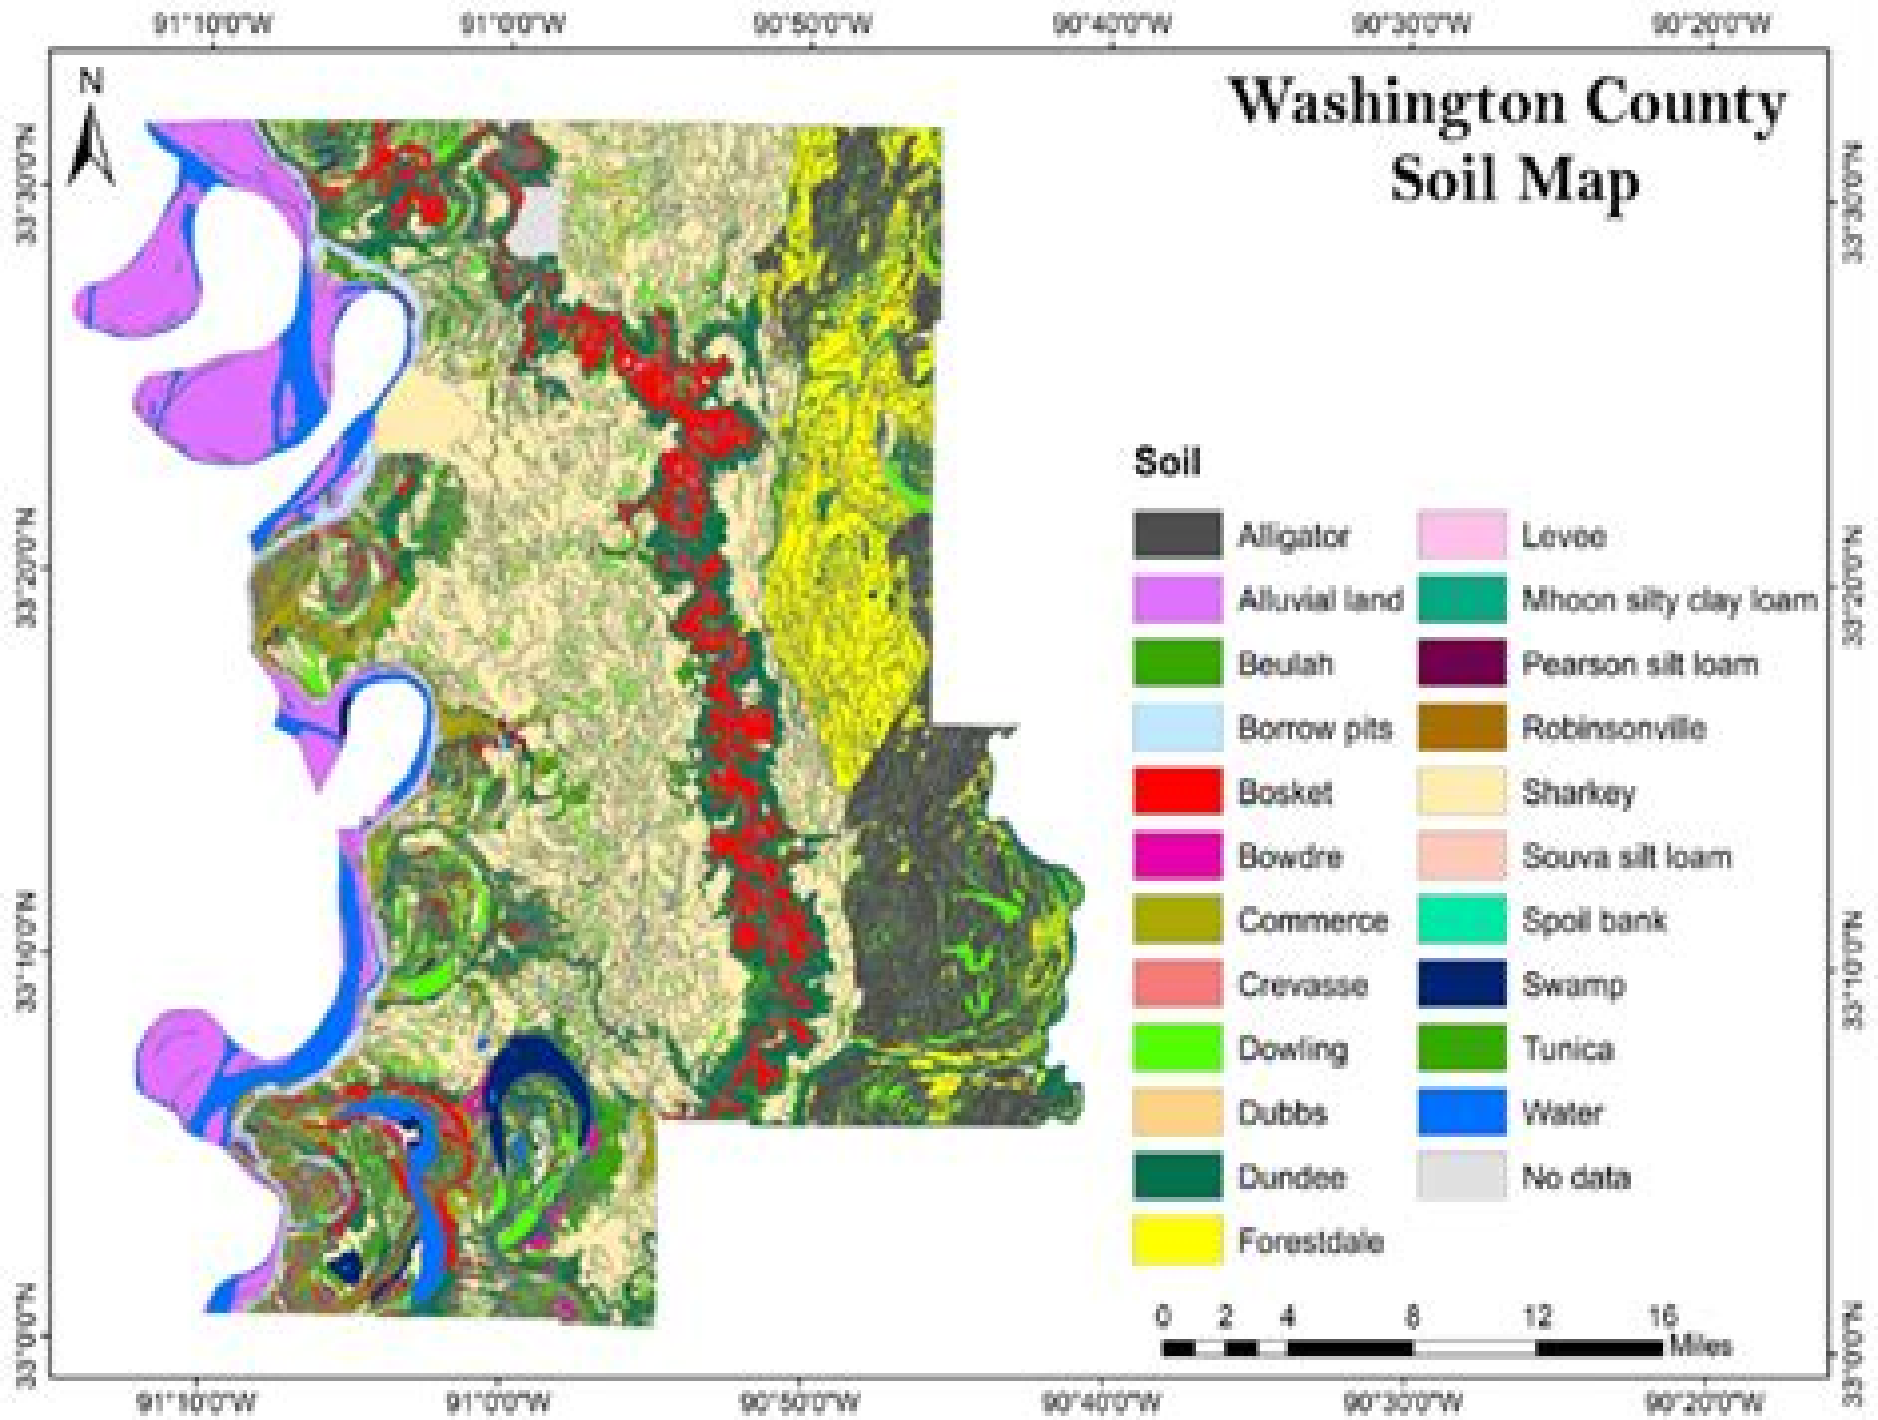 91°10'0"W 91°0'0"W 90°50'0"W 90°40'0"W 90°30'0"W 90°20'0"W
N
Washington County
Soil Map
33°30'0"N
33°20'0"N
33°10'0"N
33°0'0"N
33°30'0"N
33°20'0"N
33°10'0"N
33°0'0"N
Soil
Alligator
Alluvial land
Beulah
Borrow pits
Bosket
Bowdre
Commerce
Crevasse
Dowling
Dubbs
Dundee
Forestdale
Levee
Mhoon silty clay loam
Pearson silt loam
Robinsonville
Sharkey
Souva silt loam
Spoil bank
Swamp
Tunica
Water
No data
0 2 4 8 12 16
Miles
91°10'0"W 91°0'0"W 90°50'0"W 90°40'0"W 90°30'0"W 90°20'0"W